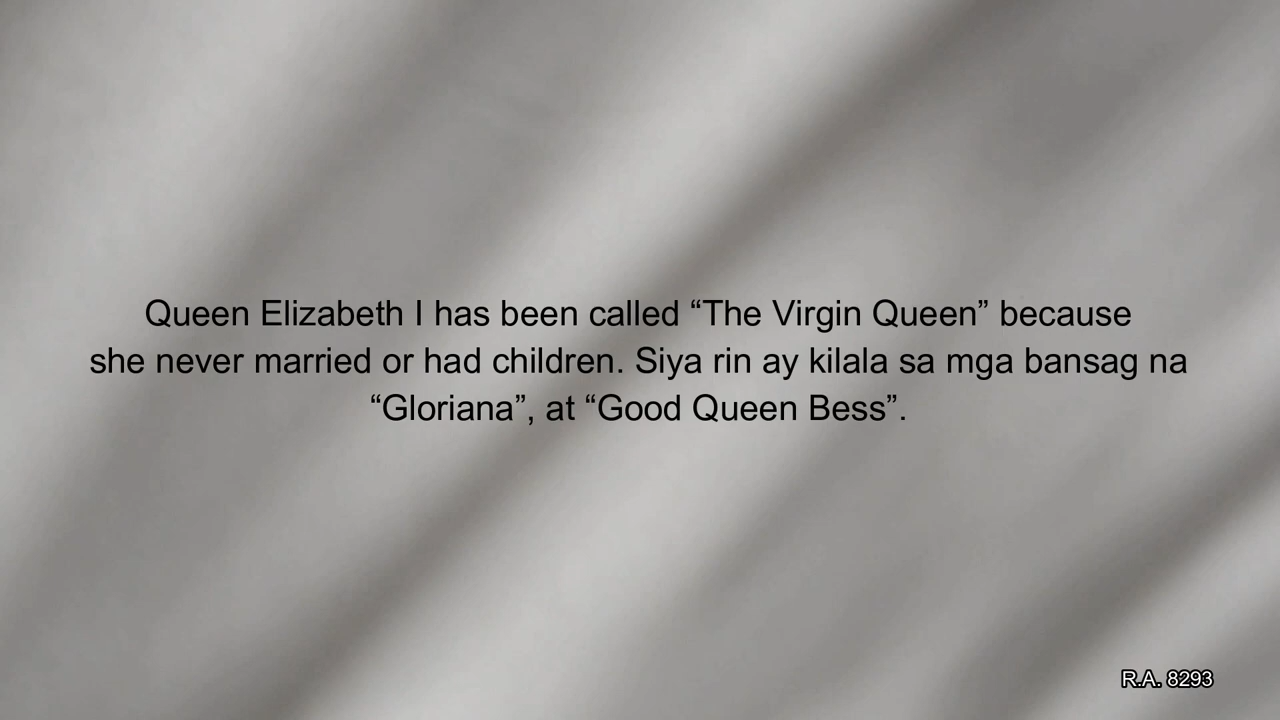 Queen Elizabeth I has been called “The Virgin Queen” because
she never married or had children. Siya rin ay kilala sa mga bansag na
“Gloriana”, at “Good Queen Bess”.
R.A. 8293